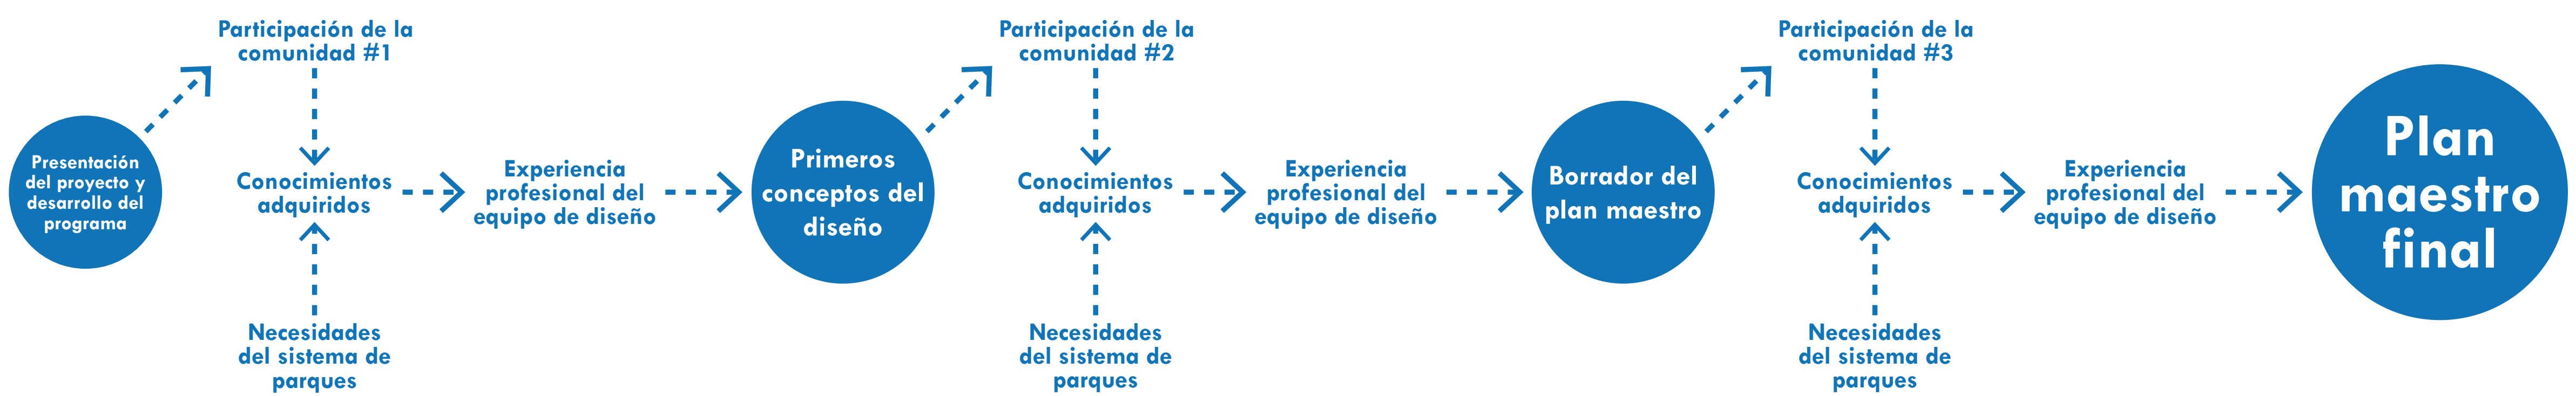 Presentación
del proyecto y
desarrollo del
programa
Participación de la
comunidad #1
Conocimientos
adquiridos
Necesidades
del sistema de
parques
Experiencia
profesional del
equipo de diseño
Primeros
conceptos del
diseño
Participación de la
comunidad #2
Conocimientos
adquiridos
Necesidades
del sistema de
parques
Experiencia
profesional del
equipo de diseño
Borrador del
plan maestro
Participación de la
comunidad #3
Conocimientos
adquiridos
Necesidades
del sistema de
parques
Experiencia
profesional del
equipo de diseño
Plan
maestro
final